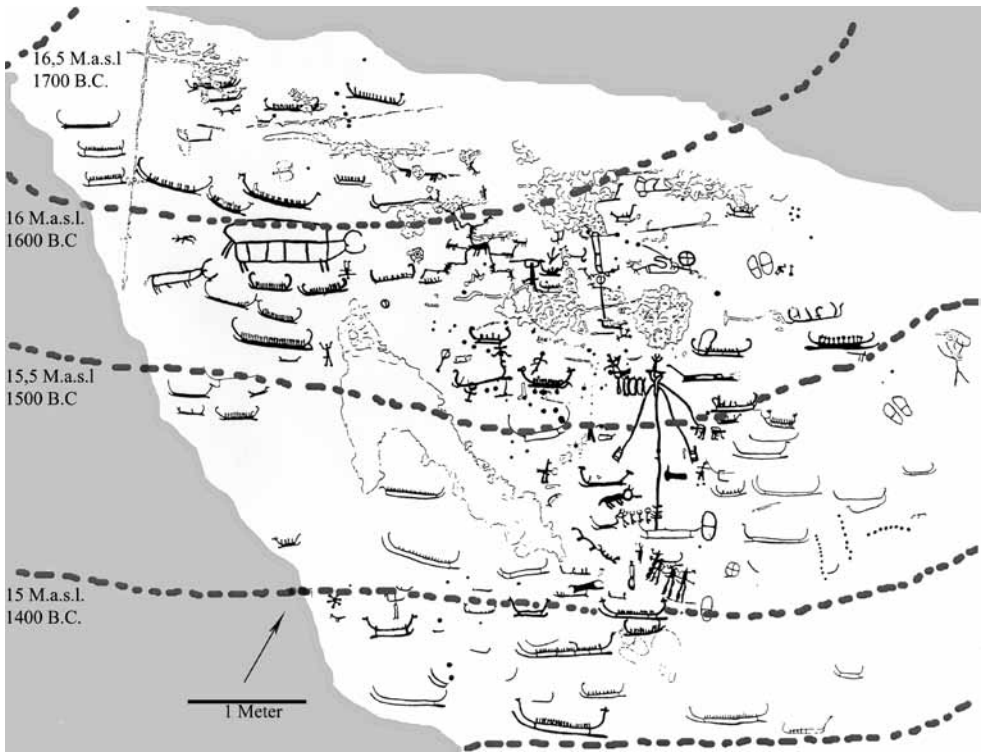 16,5 M.a.s.l
1700 B.C.
16 M.a.s.l.
1600 B.C
15,5 M.a.s.l
1500 B.C
15 M.a.s.l.
1400 B.C.
1 Meter